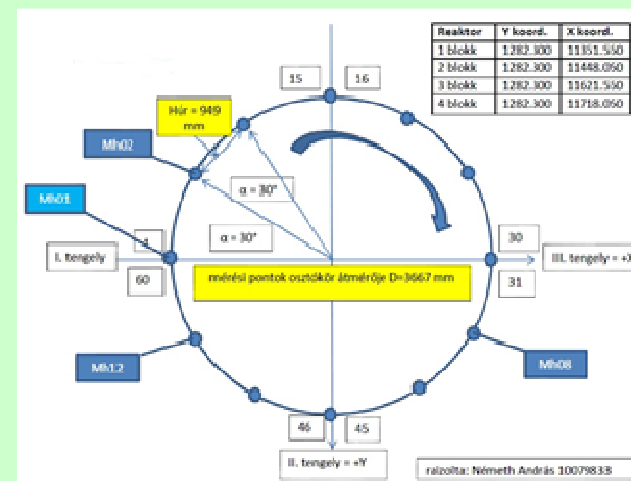 Reaktor Y koord. X koord.
1 blokk 1282.300 11351.550
2 blokk 1282.300 11448.050
3 blokk 1282.300 11621.550
4 blokk 1282.300 11718.050
15 16
Húr = 949
mm
Mh02
α = 30°
Mh01
α = 30°
1
30
I. tengely
III. tengely = +X
60
mérési pontok osztókör átmérője D=3667 mm
31
Mh12
Mh08
46 45
II. tengely = +Y
rajzolta: Németh András 10079833